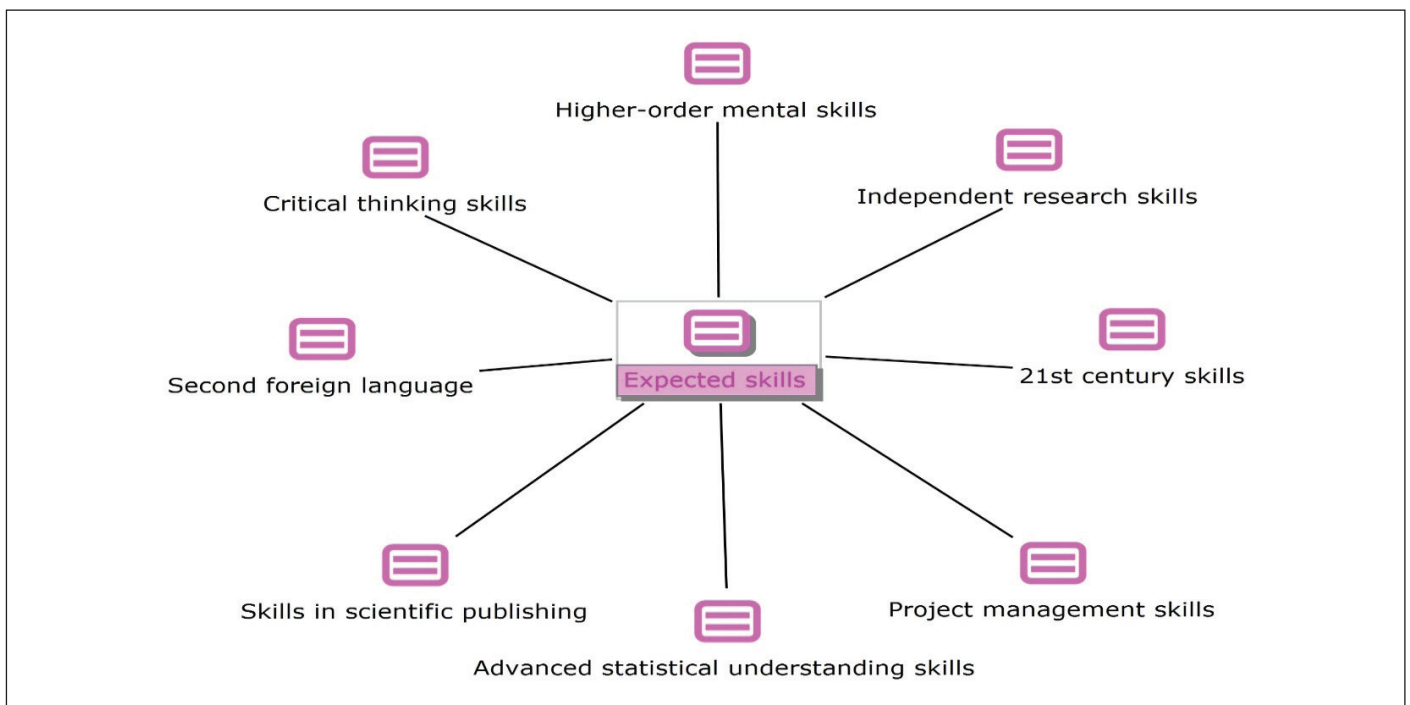 Higher-order mental skills
Critical thinking skills
Independent research skills
Second foreign language
Expected skills
21st century skills
Skills in scientific publishing
Project management skills
Advanced statistical understanding skills